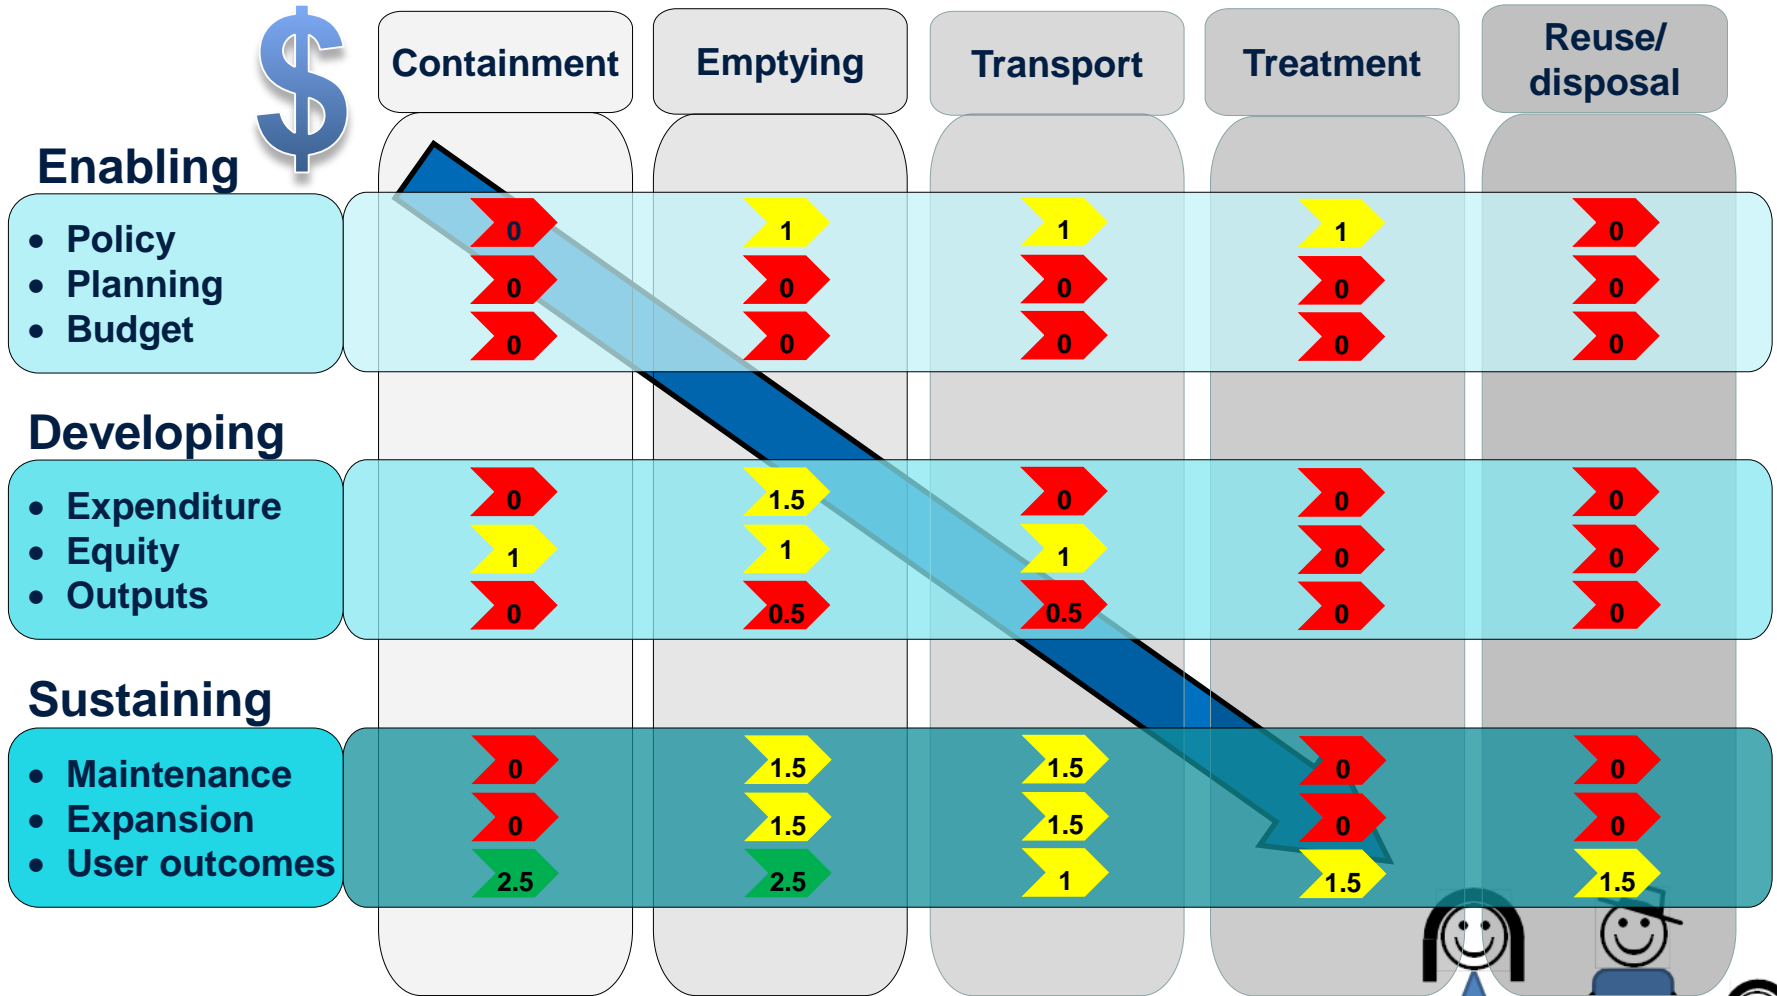 $
Containment Emptying Transport Treatment Reuse/
disposal
Enabling
• Policy 0 1 1 1 0
• Planning 0 0 0 0 0
• Budget 0 0 0 0 0
Developing
• Expenditure 0 1.5 0 0 0
• Equity 1 1 1 0 0
• Outputs 0 0.5 0.5 0 0
Sustaining
• Maintenance 0 1.5 1.5 0 0
• Expansion 0 1.5 1.5 0 0
• User outcomes 2.5 2.5 1 1.5 1.5